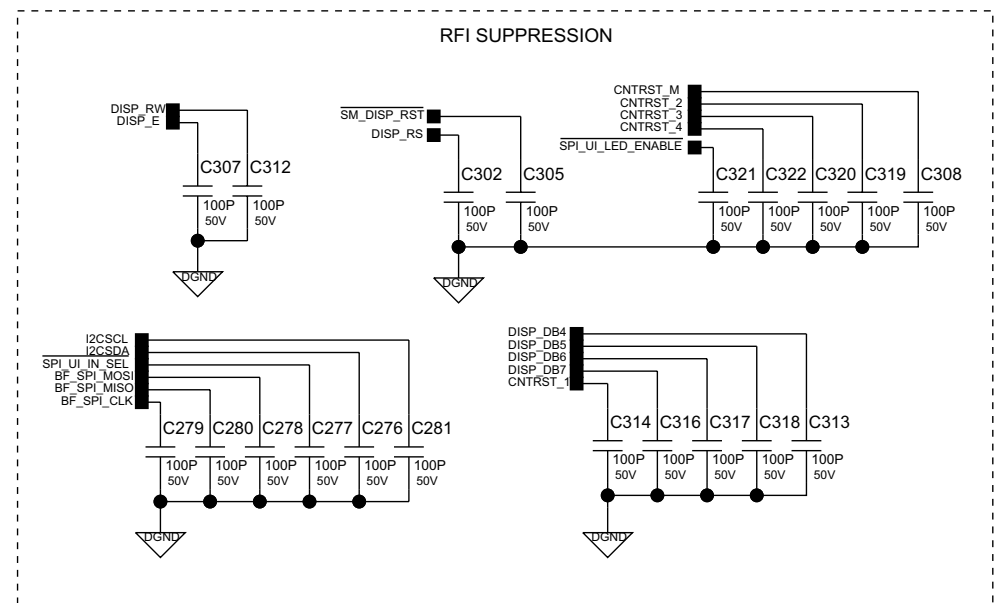 RFI SUPPRESSION
DISP_RW
DISP_E
C307 C312
100P 100P
50V 50V
DGND
SM_DISP_RST
DISP_RS
C302 C305
100P 100P
50V 50V
DGND
CNTRST_M
CNTRST_2
CNTRST_3
CNTRST_4
SPI_UI_LED_ENABLE
C321 C322 C320 C319 C308
100P 100P 100P 100P 100P
50V 50V 50V 50V 50V
I2CSCL
I2CSDA
SPI_UI_IN_SEL
BF_SPI_MOSI
BF_SPI_MISO
BF_SPI_CLK
C279 C280 C278 C277 C276 C281
100P 100P 100P 100P 100P 100P
50V 50V 50V 50V 50V 50V
DGND
DISP_DB4
DISP_DB5
DISP_DB6
DISP_DB7
CNTRST_1
C314 C316 C317 C318 C313
100P 100P 100P 100P 100P
50V 50V 50V 50V 50V
DGND